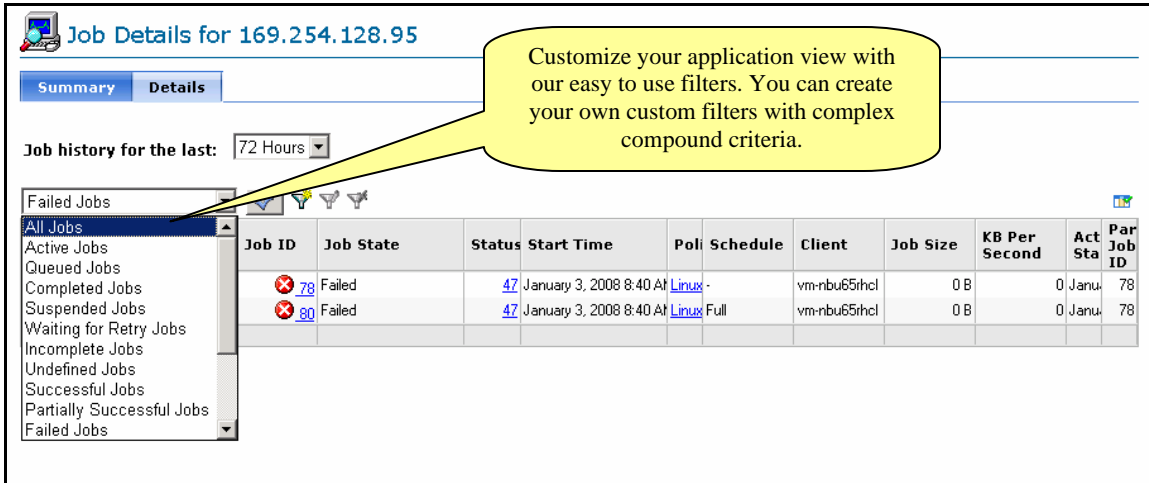 Job Details for 169.254.128.95
Customize your application view with
our easy to use filters. You can create
your own custom filters with complex
compound criteria.
Summary Details
Job history for the last: 72 Hours
Failed Jobs
All Jobs
Active Jobs
Queued Jobs
Completed Jobs
Suspended Jobs
Waiting for Retry Jobs
Incomplete Jobs
Undefined Jobs
Successful Jobs
Partially Successful Jobs
Failed Jobs
Job ID Job State Status Start Time Poli Schedule Client Job Size KB Per Second Act Sta Par Job ID
78 Failed 47 January 3, 2008 8:40 AM Linux - vm-nbu65rhcl 0 B 0 Janu 78
80 Failed 47 January 3, 2008 8:40 AM Linux Full vm-nbu65rhcl 0 B 0 Janu 78